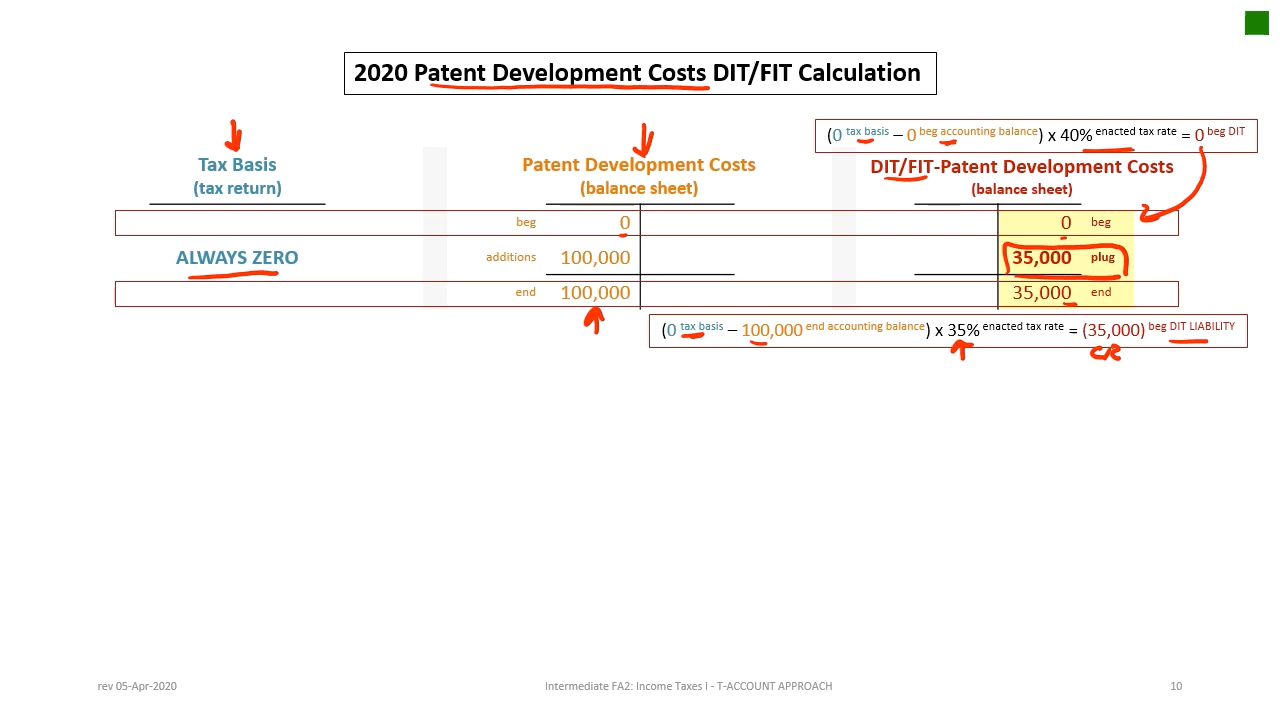 2020 Patent Development Costs DIT/FIT Calculation
(0 tax basis – 0 beg accounting balance) x 40% enacted tax rate = 0 beg DIT
Tax Basis
(tax return)
Patent Development Costs
(balance sheet)
DIT/FIT-Patent Development Costs
(balance sheet)
beg 0 0 beg
ALWAYS ZERO additions 100,000 35,000 plug
end 100,000 35,000 end
(0 tax basis – 100,000 end accounting balance) x 35% enacted tax rate = (35,000) beg DIT LIABILITY
CR
rev 05-Apr-2020 Intermediate FA2: Income Taxes I - T-ACCOUNT APPROACH 10